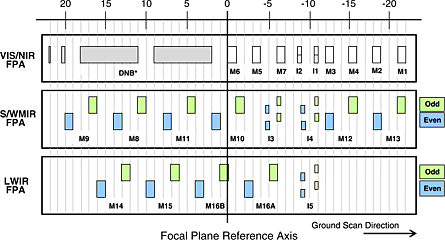 20 15 10 5 0 -5 -10 -15 -20
VIS/NIR FPA
DNB* M6 M5 M7 I2 I1 M3 M4 M2 M1
S/WMIR FPA
Odd
Even
M9 M8 M7 M10 I3 I4 M12 M13
LWIR FPA
Odd
Even
M14 M15 M16B M16A I5
Ground Scan Direction
Focal Plane Reference Axis